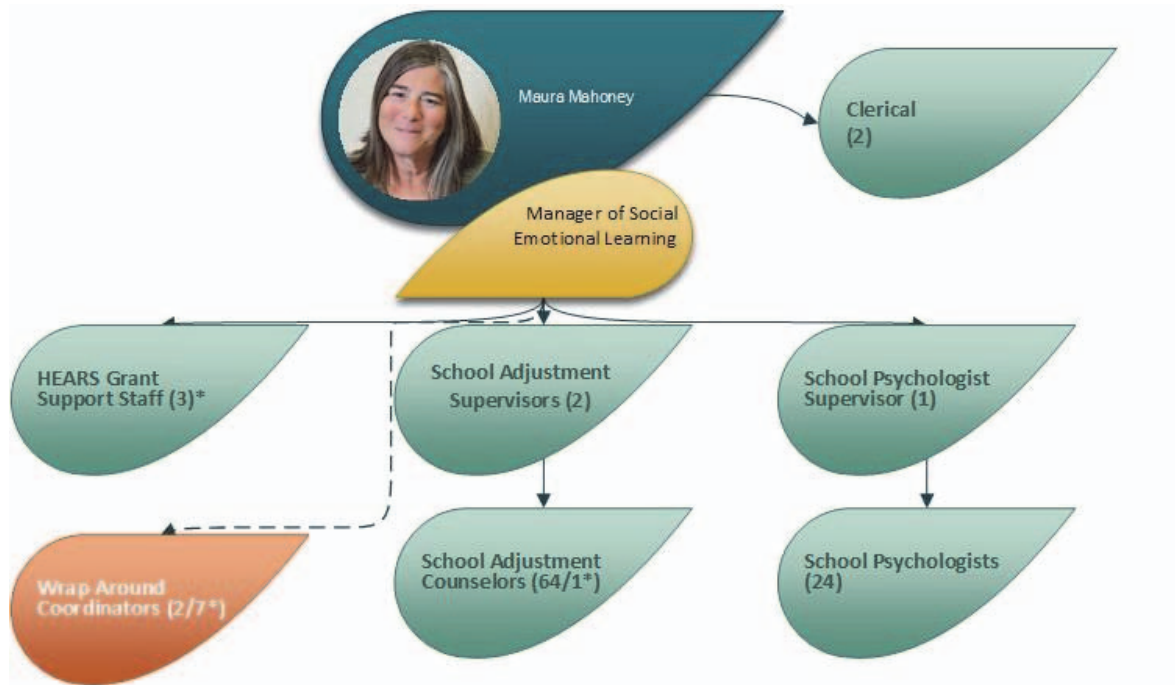 Maura Mahoney
Clerical
(2)
Manager of Social
Emotional Learning
HEARS Grant
Support Staff (3)*
School Adjustment
Supervisors (2)
School Psychologist
Supervisor (1)
Wrap Around
Coordinators (2/7*)
School Adjustment
Counselors (64/1*)
School Psychologists
(24)